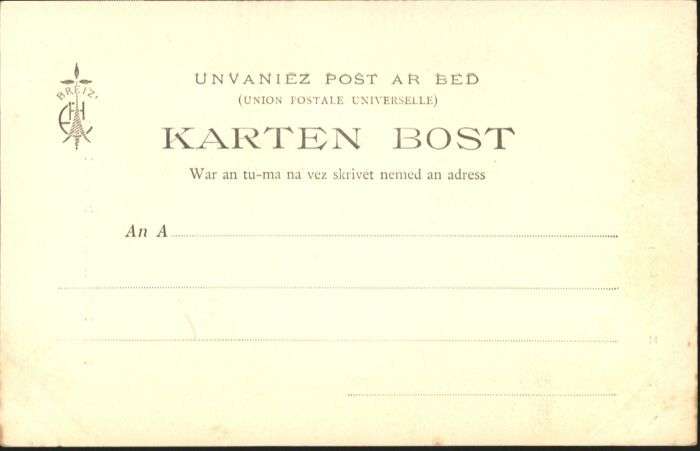 UNVANIEZ POST AR BED
(UNION POSTALE UNIVERSELLE)
BREIZ
KARTEN BOST
War an tu-ma na vez skrivet nemed an adress
An A